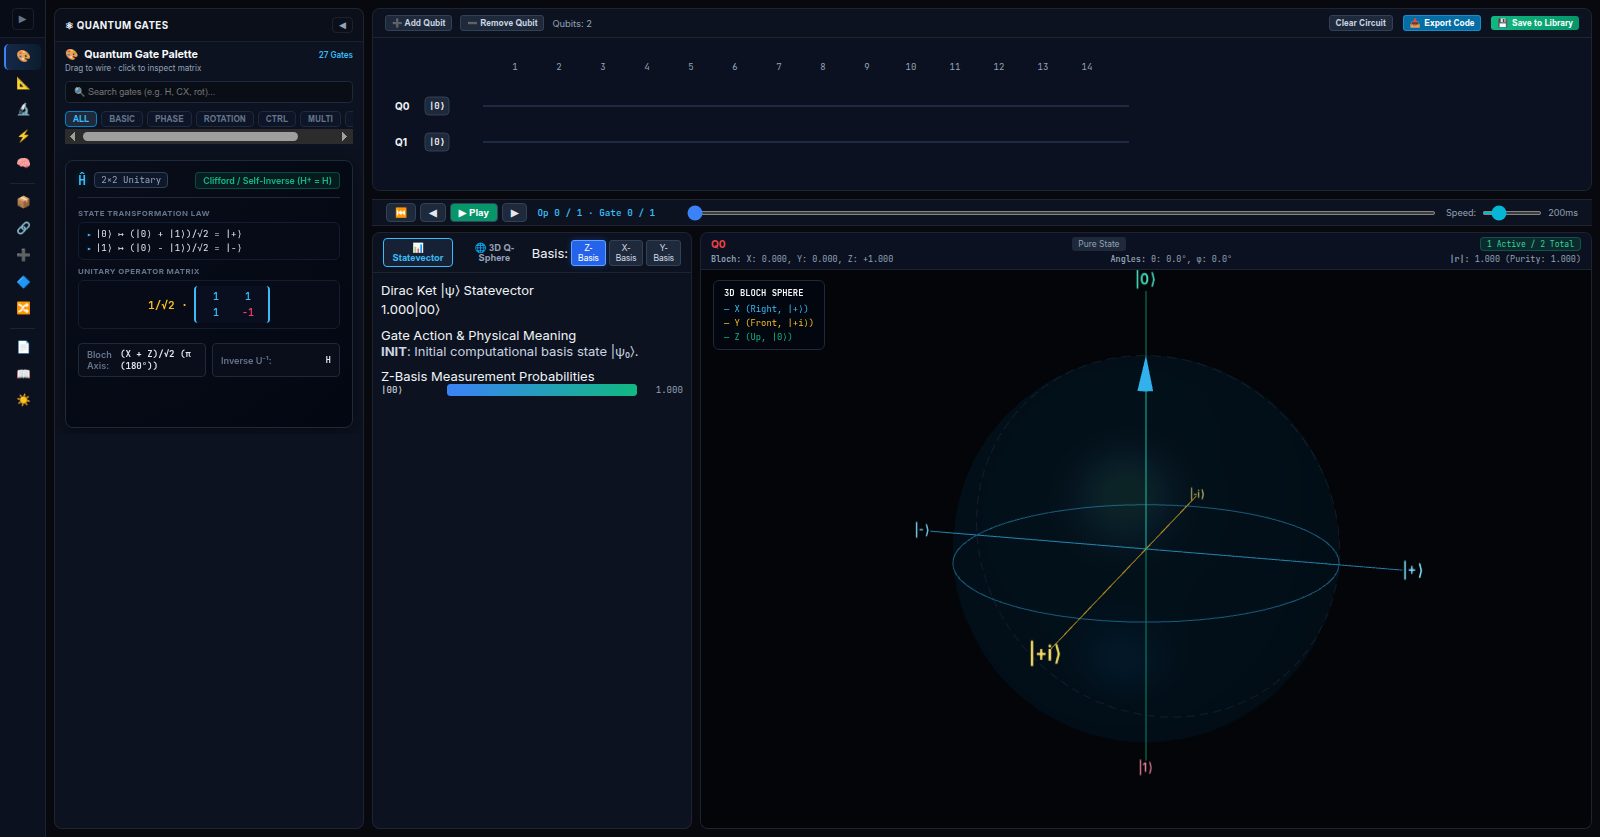 ▶
⚛ QUANTUM GATES
◀
🎨 Quantum Gate Palette
27 Gates
Drag to wire · click to inspect matrix
🔍 Search gates (e.g. H, CX, rot)...
ALL BASIC PHASE ROTATION CTRL MULTI
Ĥ 2×2 Unitary Clifford / Self-Inverse (H† = H)
STATE TRANSFORMATION LAW
▸ |0⟩ ↔ (|0⟩ + |1⟩)/√2 = |+⟩
▸ |1⟩ ↔ (|0⟩ - |1⟩)/√2 = |-⟩
UNITARY OPERATOR MATRIX
1/√2 ·
1 1
1 -1
Bloch Axis: (X + Z)/√2 (π (180°))
Inverse U⁻¹: H
➕ Add Qubit ➖ Remove Qubit Qubits: 2
Clear Circuit 📥 Export Code 💾 Save to Library
1 2 3 4 5 6 7 8 9 10 11 12 13 14
Q0 |0⟩
Q1 |0⟩
⏪ ◀ ▶ Play ▶ Op 0 / 1 · Gate 0 / 1
Speed: 200ms
📊 Statevector
🌐 3D Q-Sphere
Basis: Z-Basis X-Basis Y-Basis
Dirac Ket |ψ⟩ Statevector
1.000|00⟩
Gate Action & Physical Meaning
INIT: Initial computational basis state |ψ₀⟩.
Z-Basis Measurement Probabilities
|00⟩ 1.000
Q0 Pure State 1 Active / 2 Total
Bloch: X: 0.000, Y: 0.000, Z: +1.000 Angles: θ: 0.0°, φ: 0.0° |r|: 1.000 (Purity: 1.000)
3D BLOCH SPHERE
— X (Right, |+⟩)
— Y (Front, |+i⟩)
— Z (Up, |0⟩)
|0⟩
|-i⟩
|-⟩
|+⟩
|+i⟩
|1⟩